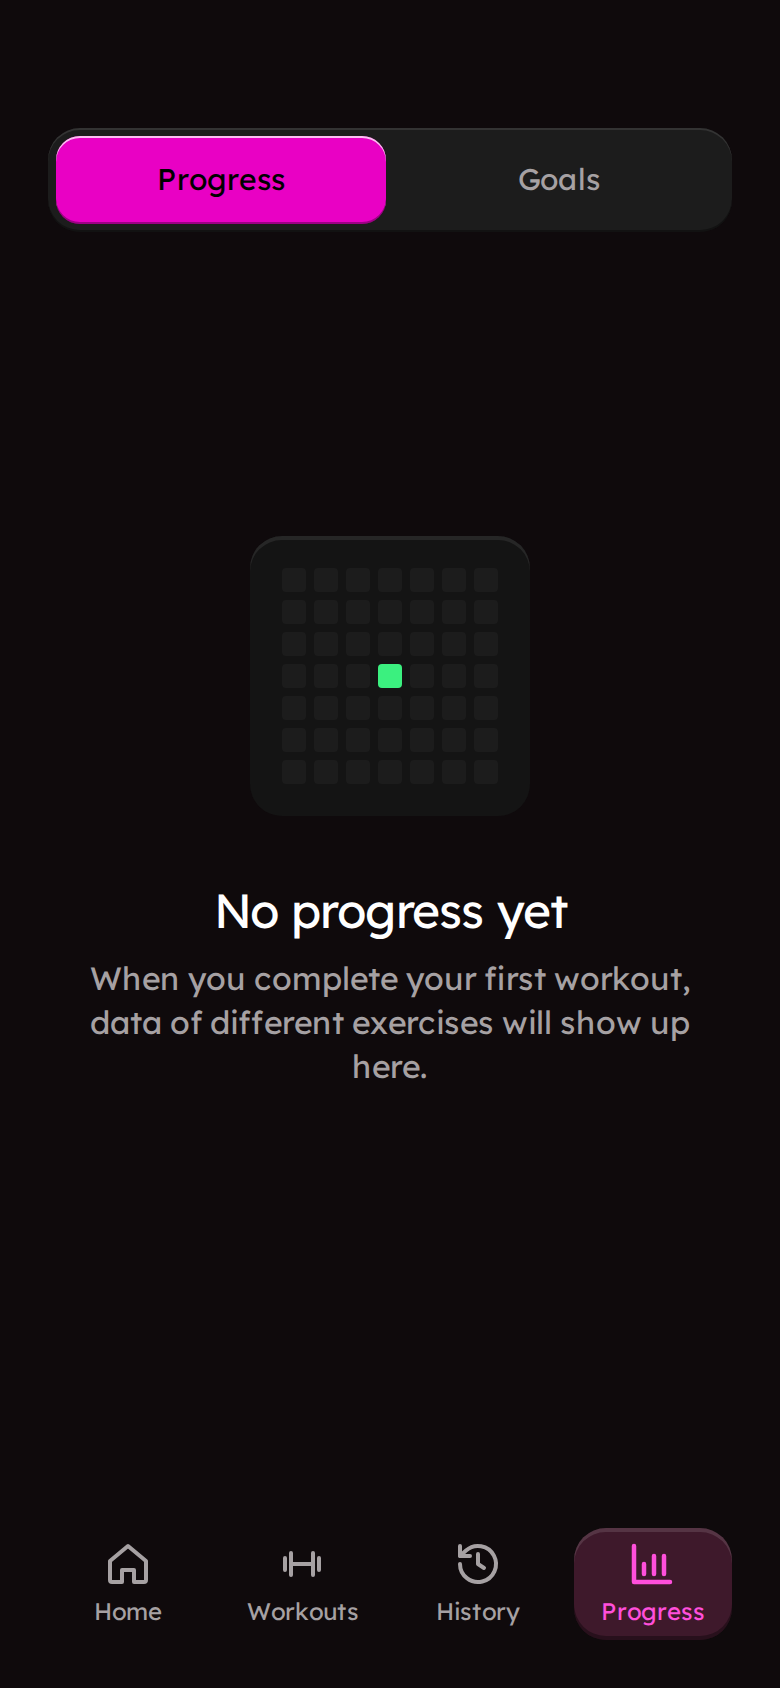 Progress
Goals
No progress yet
When you complete your first workout,
data of different exercises will show up
here.
Home
Workouts
History
Progress